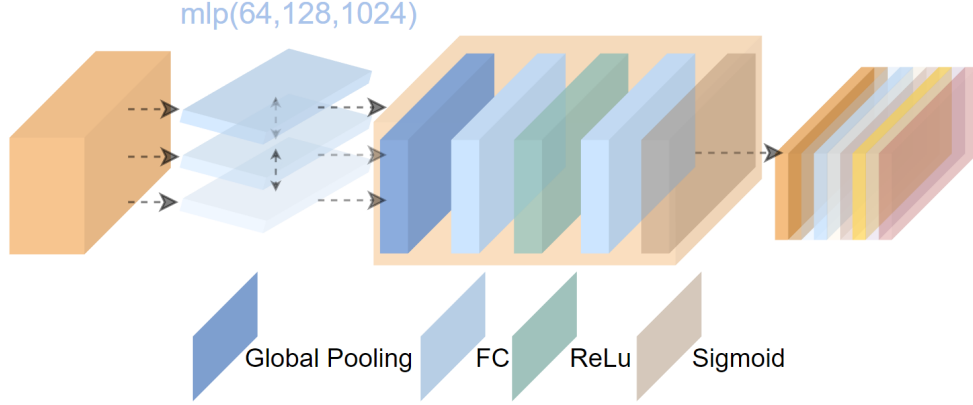 mlp(64,128,1024)
Global Pooling
FC
ReLu
Sigmoid